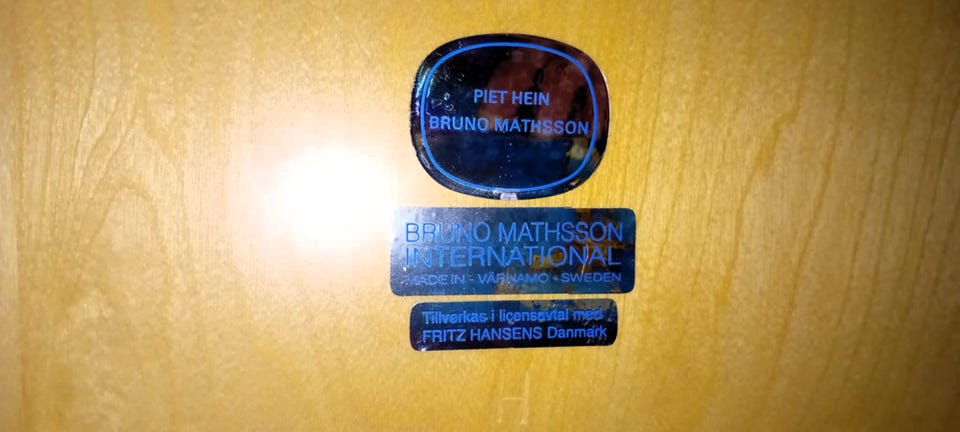 PIET HEIN
BRUNO MATHSSON
BRUNO MATHSSON
INTERNATIONAL
MADE IN - VÄRNAMO - SWEDEN
Tillverkas i licensavtal med
FRITZ HANSENS Danmark